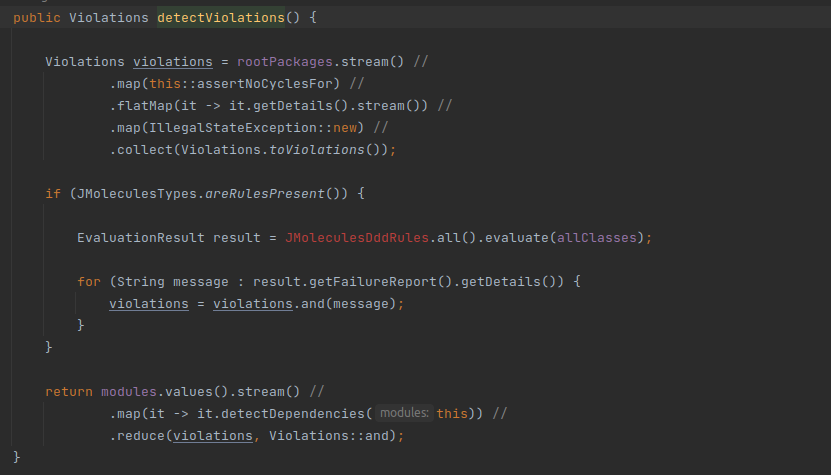 public Violations detectViolations() {
Violations violations = rootPackages.stream() //
.map(this::assertNoCyclesFor) //
.flatMap(it -> it.getDetails().stream()) //
.map(IllegalStateException::new) //
.collect(Violations.toViolations());
if (JMoleculesTypes.areRulesPresent()) {
EvaluationResult result = JMoleculesDddRules.all().evaluate(allClasses);
for (String message : result.getFailureReport().getDetails()) {
violations = violations.and(message);
}
}
return modules.values().stream() //
.map(it -> it.detectDependencies( modules: this)) //
.reduce(violations, Violations::and);
}